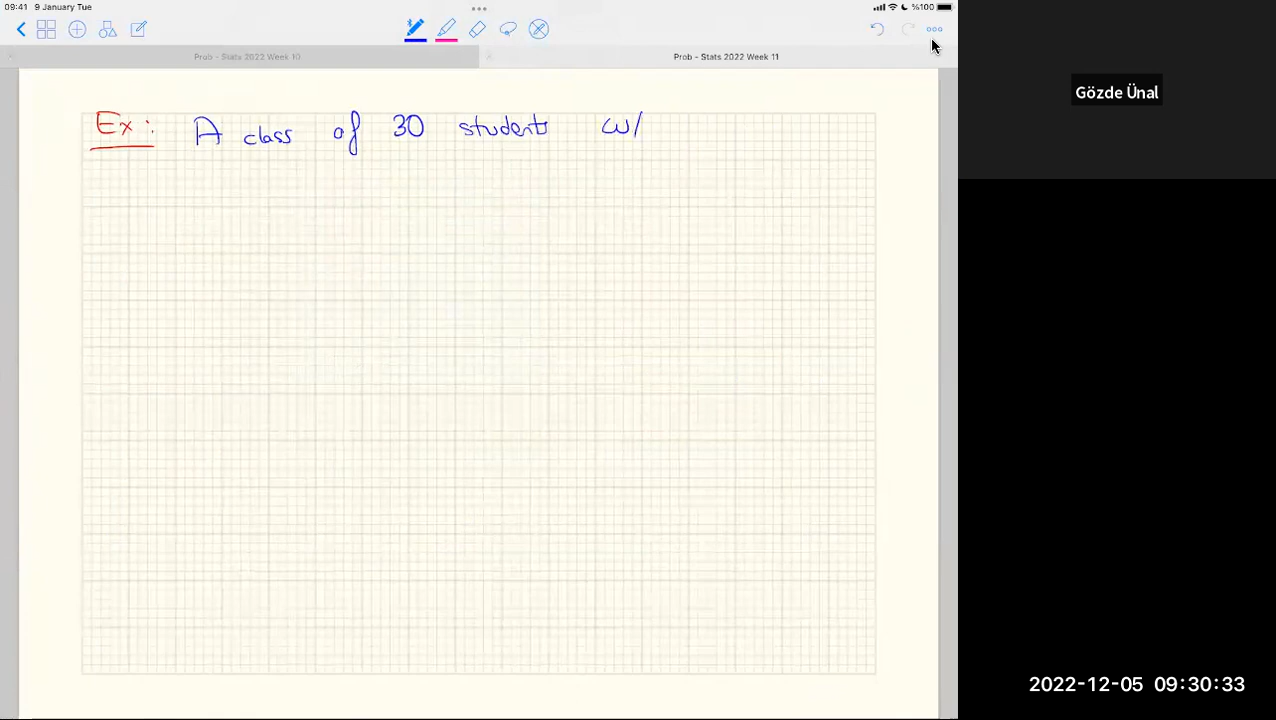 09:41 9 January Tue
%100
Prob - Stats 2022 Week 10
Prob - Stats 2022 Week 11
Ex: A class of 30 students w/
Gözde Ünal
2022-12-05 09:30:33